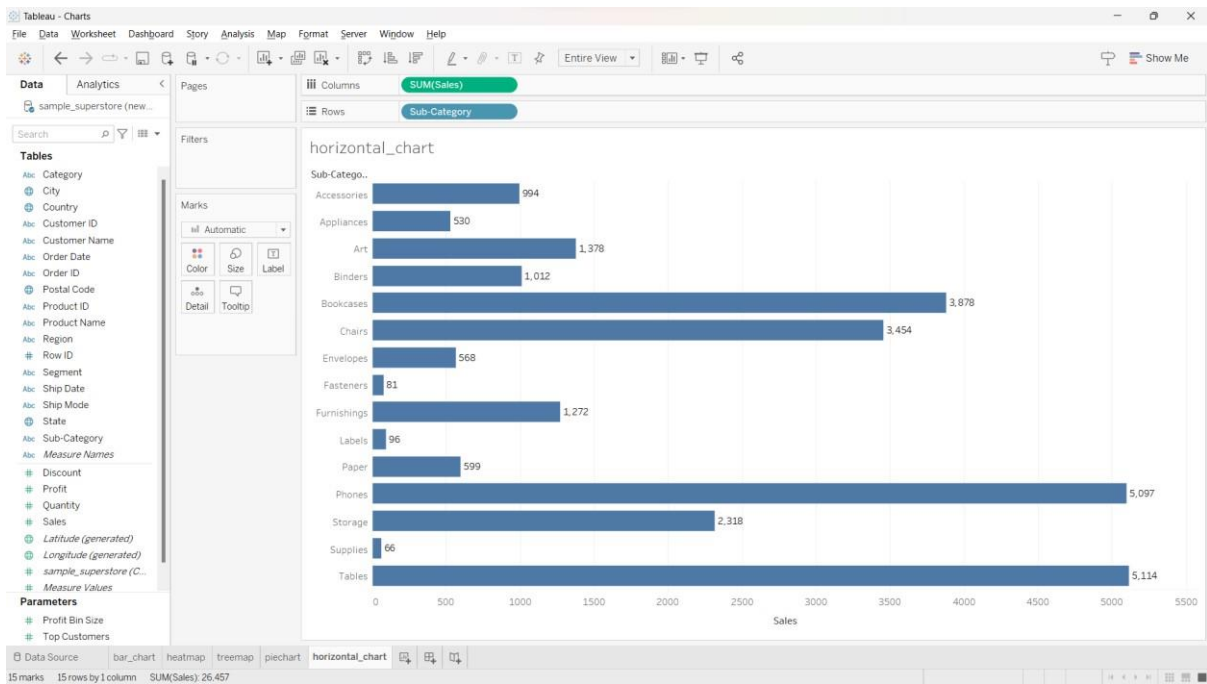 Tableau - Charts
File Data Worksheet Dashboard Story Analysis Map Format Server Window Help
Entire View
Show Me
Data Analytics
sample_superstore (new...
Search
Tables
Abc Category
City
Country
Abc Customer ID
Abc Customer Name
Abc Order Date
Abc Order ID
Postal Code
Abc Product ID
Abc Product Name
Abc Region
# Row ID
Abc Segment
Abc Ship Date
Abc Ship Mode
State
Abc Sub-Category
Abc Measure Names
# Discount
# Profit
# Quantity
# Sales
Latitude (generated)
Longitude (generated)
# sample_superstore (C...
# Measure Values
Parameters
# Profit Bin Size
# Top Customers
Pages
Filters
Marks
Automatic
Color Size Label
Detail Tooltip
Columns SUM(Sales)
Rows Sub-Category
horizontal_chart
Sub-Catego..
Accessories 994
Appliances 530
Art 1,378
Binders 1,012
Bookcases 3,878
Chairs 3,454
Envelopes 568
Fasteners 81
Furnishings 1,272
Labels 96
Paper 599
Phones 5,097
Storage 2,318
Supplies 66
Tables 5,114
0 500 1000 1500 2000 2500 3000 3500 4000 4500 5000 5500
Sales
Data Source bar_chart heatmap treemap piechart horizontal_chart
15 marks 15 rows by 1 column SUM(Sales): 26,457